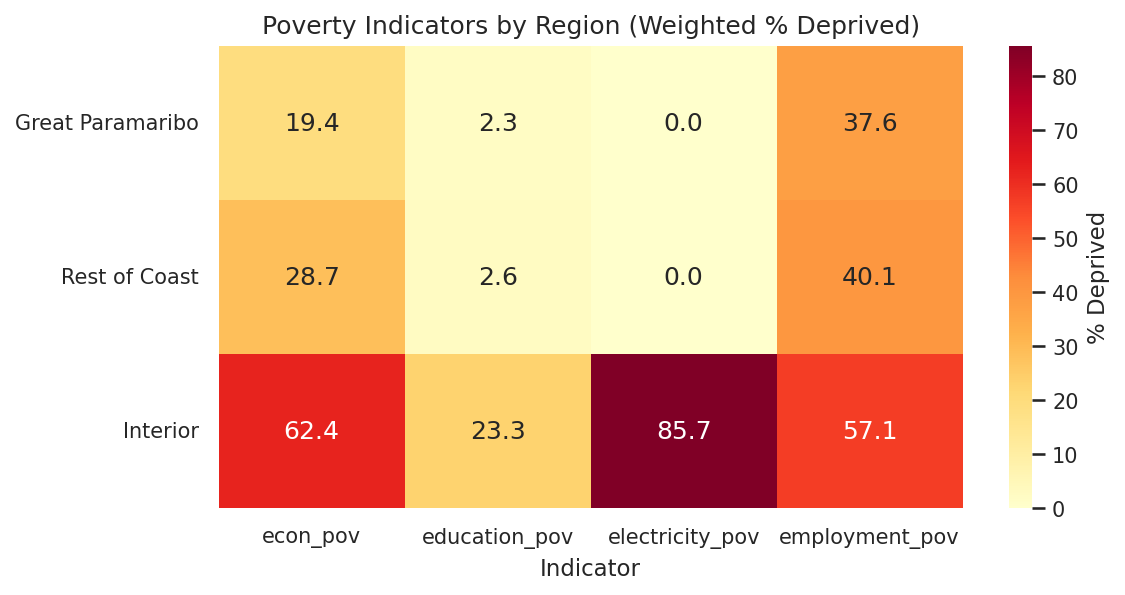 Poverty Indicators by Region (Weighted % Deprived)
Great Paramaribo 19.4 2.3 0.0 37.6
Rest of Coast 28.7 2.6 0.0 40.1
Interior 62.4 23.3 85.7 57.1
econ_pov education_pov electricity_pov employment_pov
Indicator
80
70
60
50
40
30
20
10
0
% Deprived